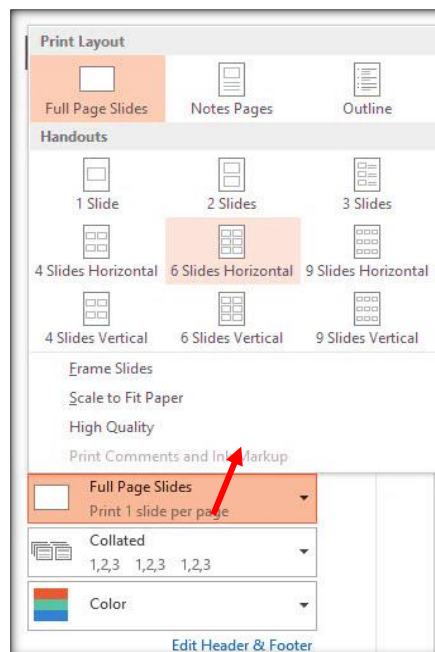 Print Layout
Full Page Slides Notes Pages Outline
Handouts
1 Slide 2 Slides 3 Slides
4 Slides Horizontal 6 Slides Horizontal 9 Slides Horizontal
4 Slides Vertical 6 Slides Vertical 9 Slides Vertical
Frame Slides
Scale to Fit Paper
High Quality
Print Comments and Ink Markup
Full Page Slides
Print 1 slide per page
Collated
1,2,3 1,2,3 1,2,3
Color
Edit Header & Footer